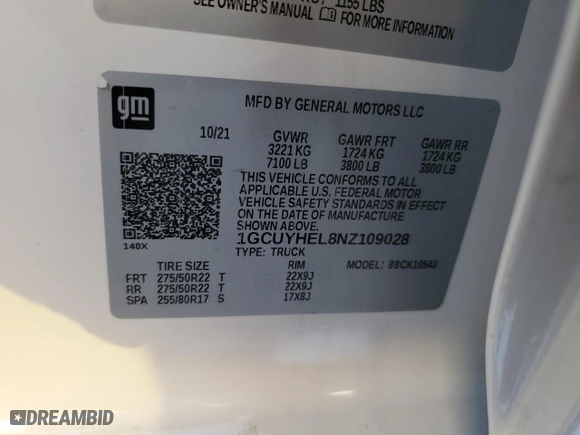 1155 LBS
SEE OWNER'S MANUAL FOR MORE INFORMATION
gm
MFD BY GENERAL MOTORS LLC
10/21 GVWR GAWR FRT GAWR RR
3221 KG 1724 KG 1724 KG
7100 LB 3800 LB 3800 LB
THIS VEHICLE CONFORMS TO ALL
APPLICABLE U.S. FEDERAL MOTOR
VEHICLE SAFETY STANDARDS IN EFFECT
ON THE DATE OF MANUFACTURE
SHOWN ABOVE.
1GCUYHEL8NZ109028
140X
TYPE: TRUCK
TIRE SIZE RIM MODEL: 88CK10543
FRT 275/50R22 T 22X9J
RR 275/50R22 T 22X9J
SPA 255/80R17 S 17X8J
DREAMBID